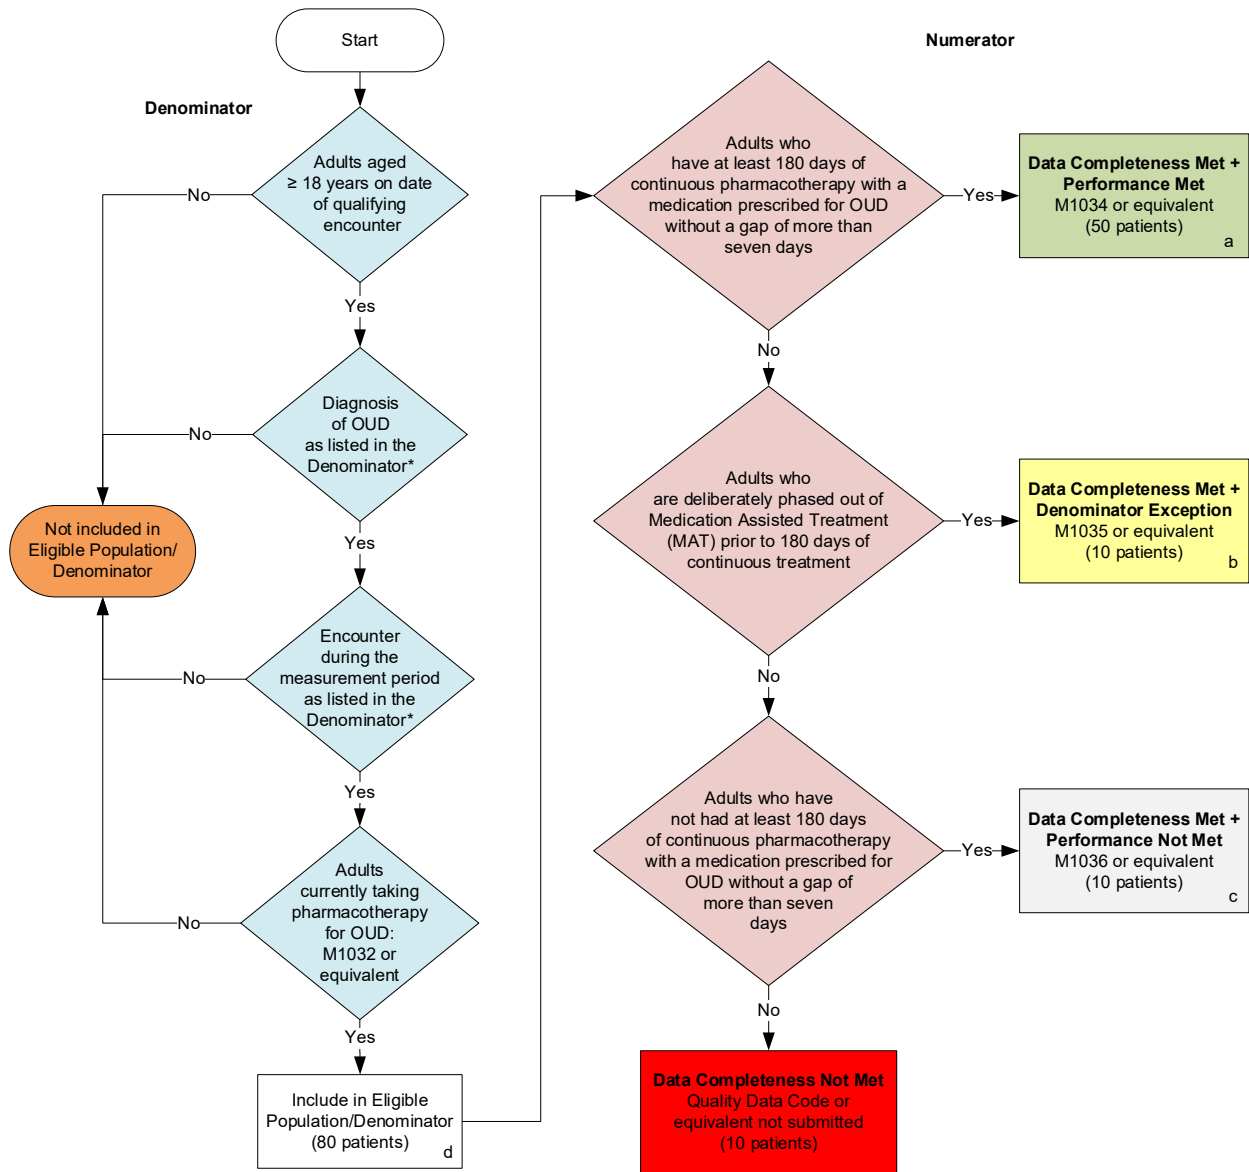 Start
Numerator
Denominator
Adults aged
≥ 18 years on date
of qualifying
encounter
No
Yes
Diagnosis
of OUD
as listed in the
Denominator*
No
Yes
Not included in
Eligible Population/
Denominator
Encounter
during the
measurement period
as listed in the
Denominator*
No
Yes
Adults
currently taking
pharmacotherapy
for OUD:
M1032 or
equivalent
No
Yes
Include in Eligible
Population/Denominator
(80 patients)
d
Adults who
have at least 180 days of
continuous pharmacotherapy with a
medication prescribed for OUD
without a gap of more than
seven days
Yes
Data Completeness Met +
Performance Met
M1034 or equivalent
(50 patients)
a
No
Adults who
are deliberately phased out of
Medication Assisted Treatment
(MAT) prior to 180 days of
continuous treatment
Yes
Data Completeness Met +
Denominator Exception
M1035 or equivalent
(10 patients)
b
No
Adults who have
not had at least 180 days
of continuous pharmacotherapy
with a medication prescribed for
OUD without a gap of
more than seven
days
Yes
Data Completeness Met +
Performance Not Met
M1036 or equivalent
(10 patients)
c
No
Data Completeness Not Met
Quality Data Code or
equivalent not submitted
(10 patients)